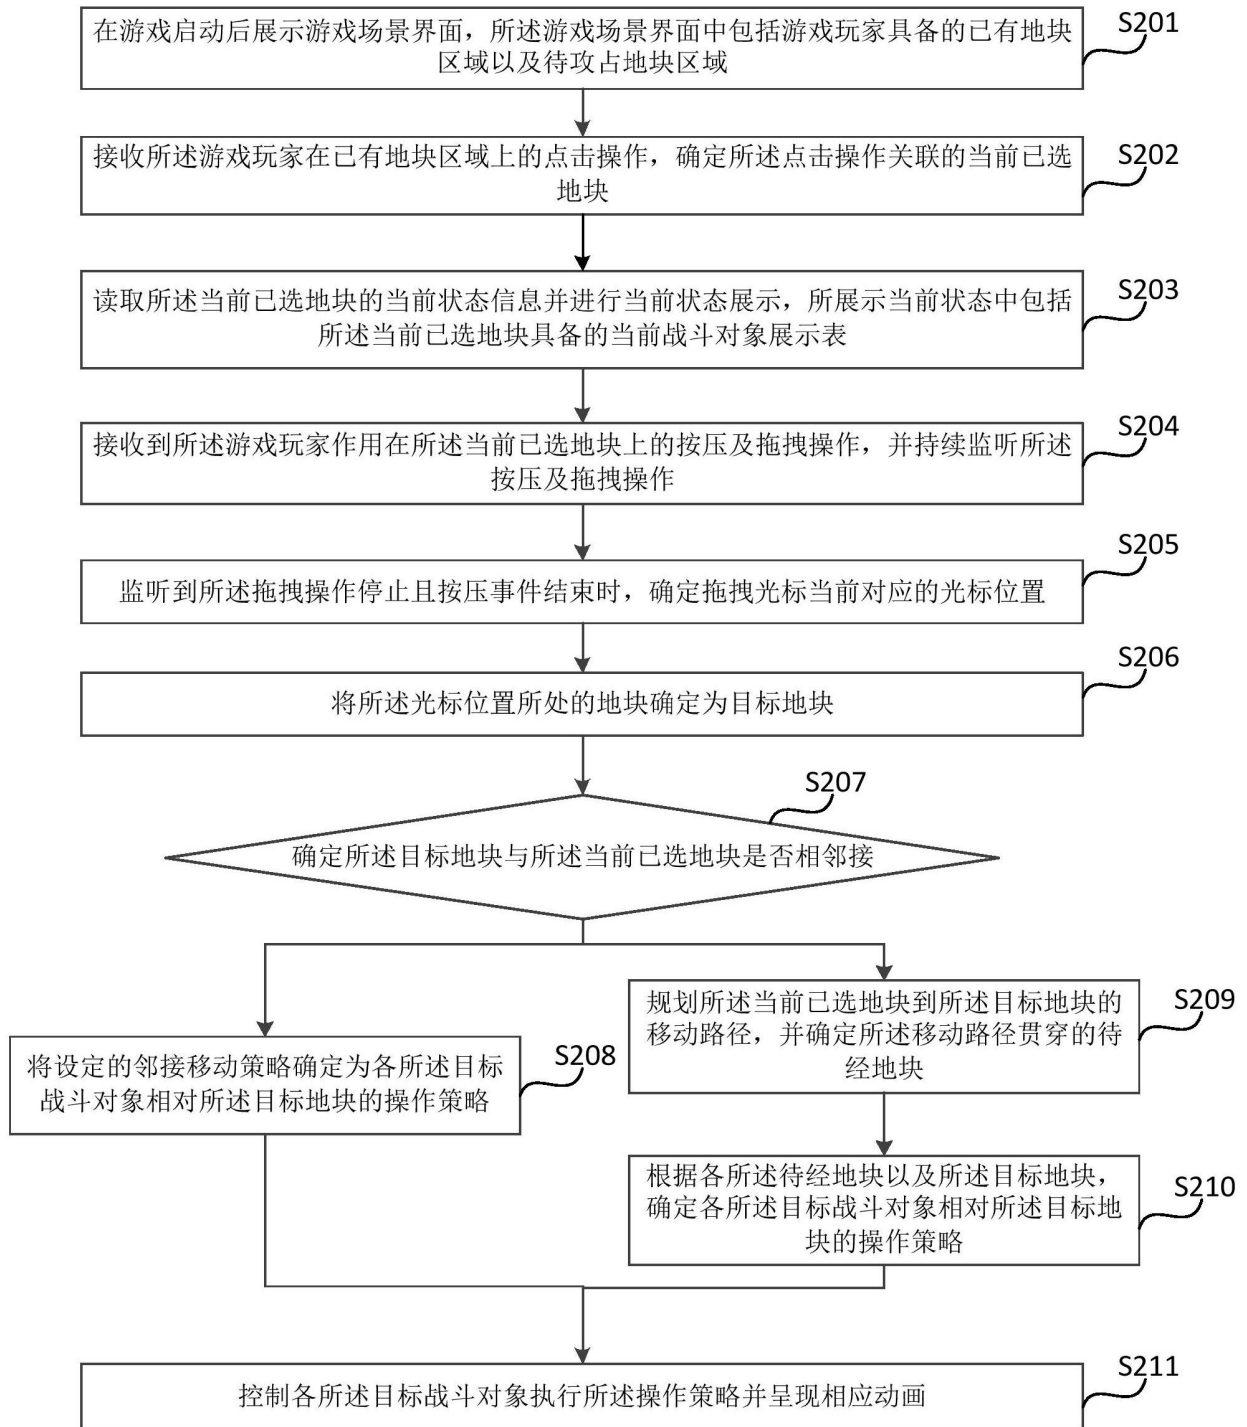 在游戏启动后展示游戏场景界面，所述游戏场景界面中包括游戏玩家具备的已有地块
区域以及待攻占地块区域
S201
接收所述游戏玩家在已有地块区域上的点击操作，确定所述点击操作关联的当前已选
地块
S202
读取所述当前已选地块的当前状态信息并进行当前状态展示，所展示当前状态中包括
所述当前已选地块具备的当前战斗对象展示表
S203
接收到所述游戏玩家作用在所述当前已选地块上的按压及拖拽操作，并持续监听所述
按压及拖拽操作
S204
监听到所述拖拽操作停止且按压事件结束时，确定拖拽光标当前对应的光标位置
S205
将所述光标位置所处的地块确定为目标地块
S206
确定所述目标地块与所述当前已选地块是否相邻接
S207
将设定的邻接移动策略确定为各所述目标
战斗对象相对所述目标地块的操作策略
S208
规划所述当前已选地块到所述目标地块的
移动路径，并确定所述移动路径贯穿的待
经地块
S209
根据各所述待经地块以及所述目标地块，
确定各所述目标战斗对象相对所述目标地
块的操作策略
S210
控制各所述目标战斗对象执行所述操作策略并呈现相应动画
S211